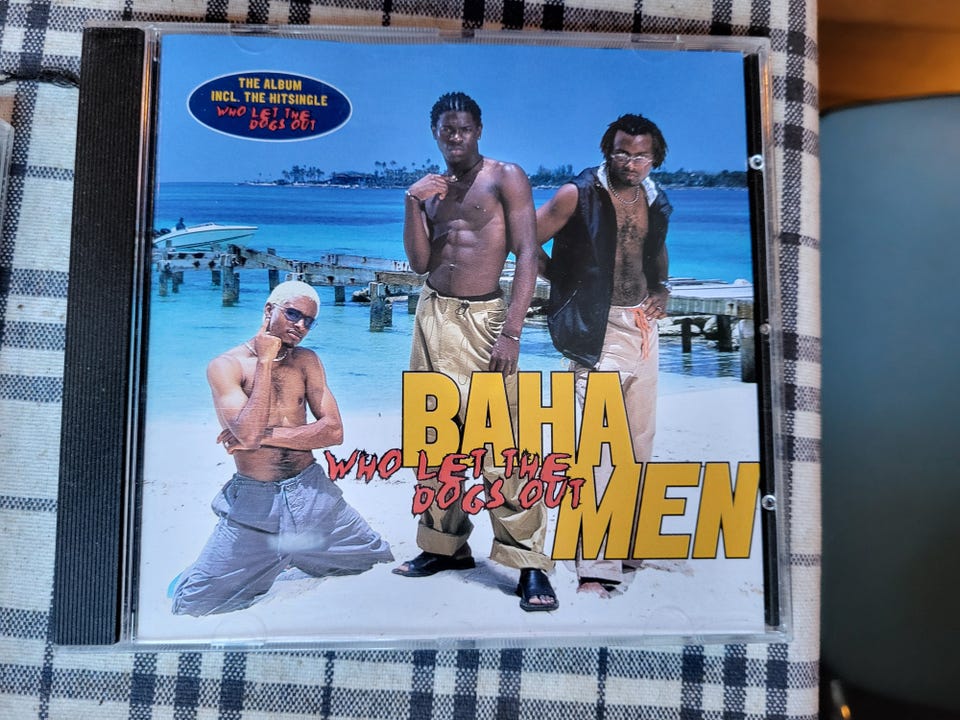 THE ALBUM
INCL. THE HITSINGLE
WHO LET THE
DOGS OUT
BAHA
WHO LET THE
DOGS OUT
MEN